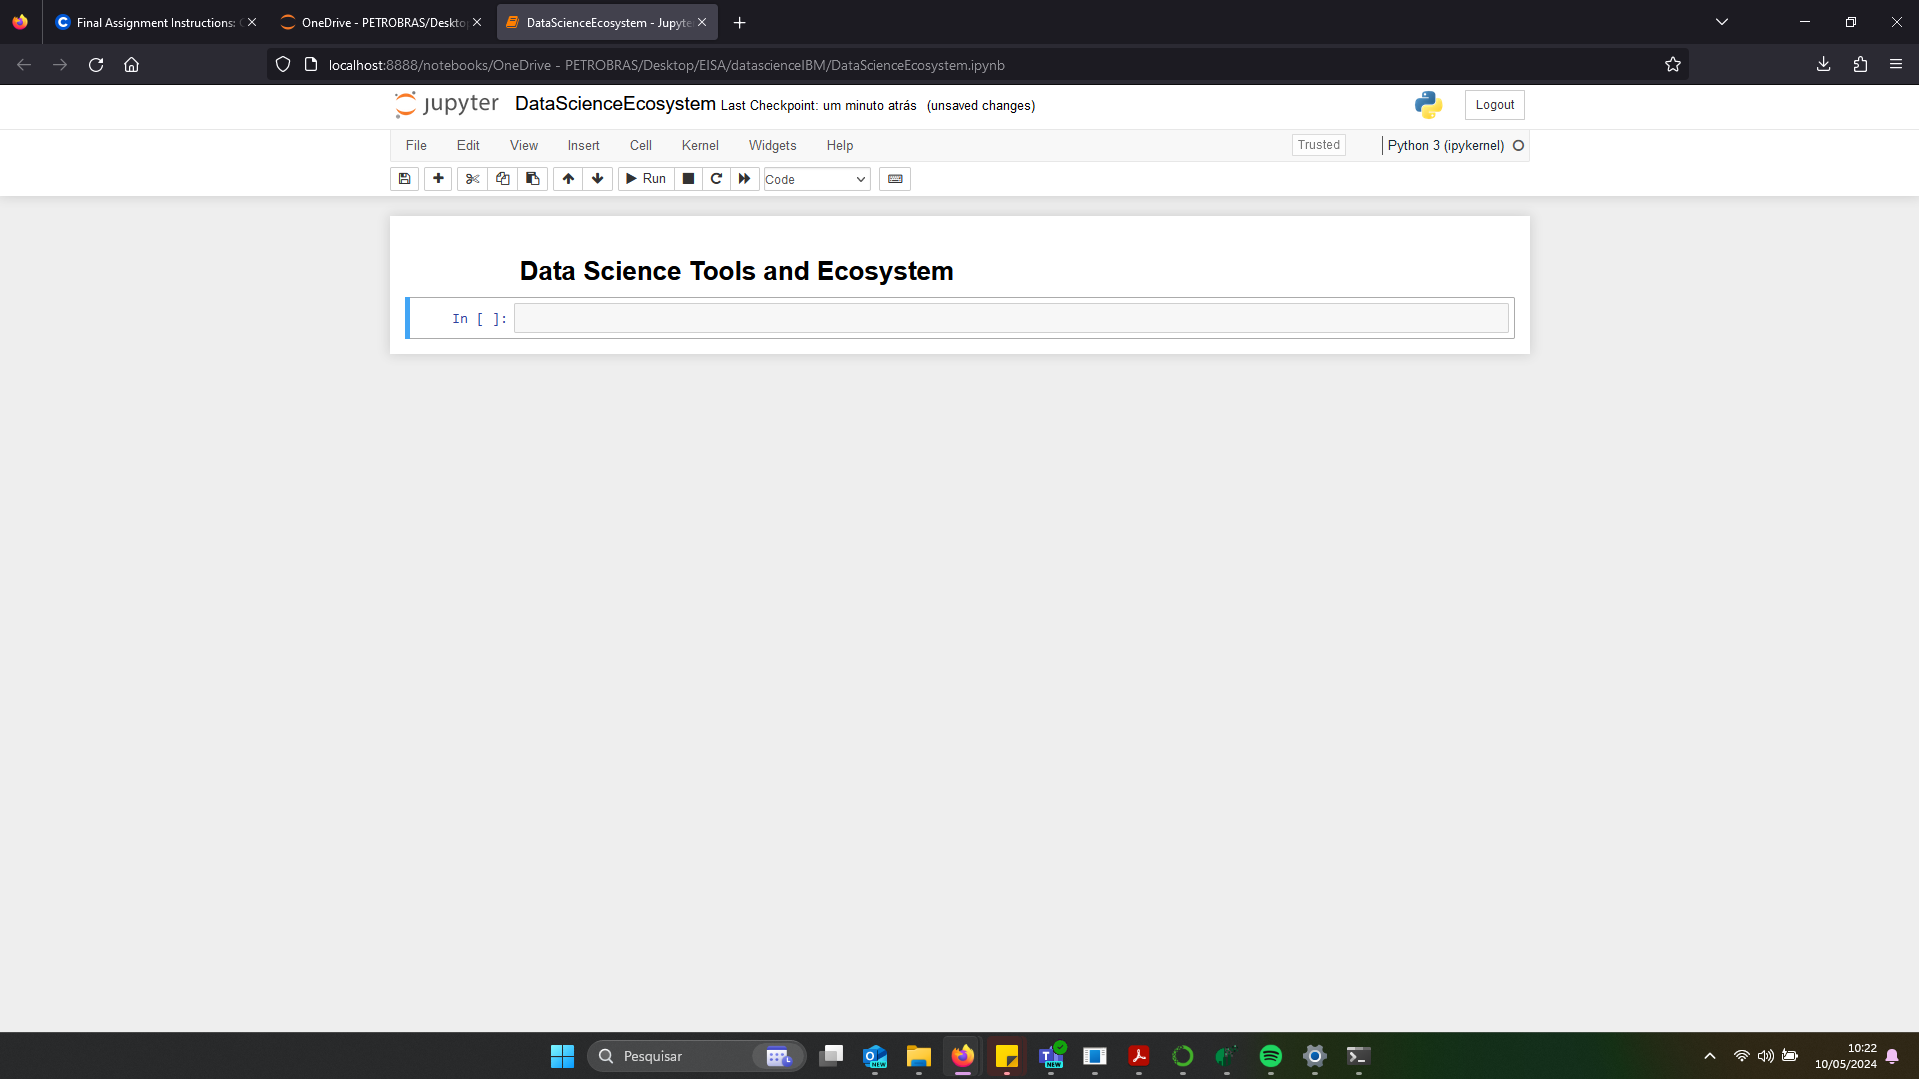 Final Assignment Instructions:
OneDrive - PETROBRAS/Deskto
DataScienceEcosystem - Jupyte
localhost:8888/notebooks/OneDrive - PETROBRAS/Desktop/EISA/datascienceIBM/DataScienceEcosystem.ipynb
jupyter DataScienceEcosystem Last Checkpoint: um minuto atrás (unsaved changes)
Logout
File Edit View Insert Cell Kernel Widgets Help
Trusted
Python 3 (ipykernel)
Run
Code
Data Science Tools and Ecosystem
In [ ]:
Pesquisar
NEW
NEW
10:22
10/05/2024